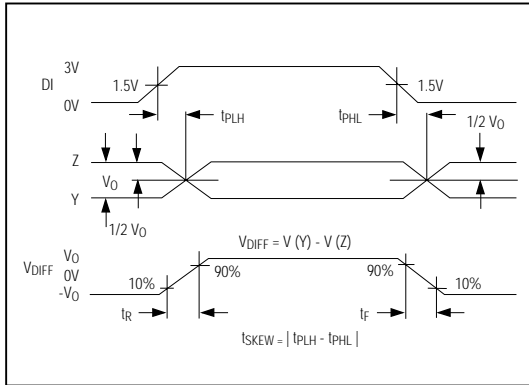 3V
DI
1.5V
1.5V
0V
tPLH
tPHL
1/2 VO
Z
VO
Y
1/2 VO
VDIFF = V (Y) - V (Z)
VO
VDIFF
0V
-VO
10%
90%
90%
10%
tR
tF
tSKEW = | tPLH - tPHL |